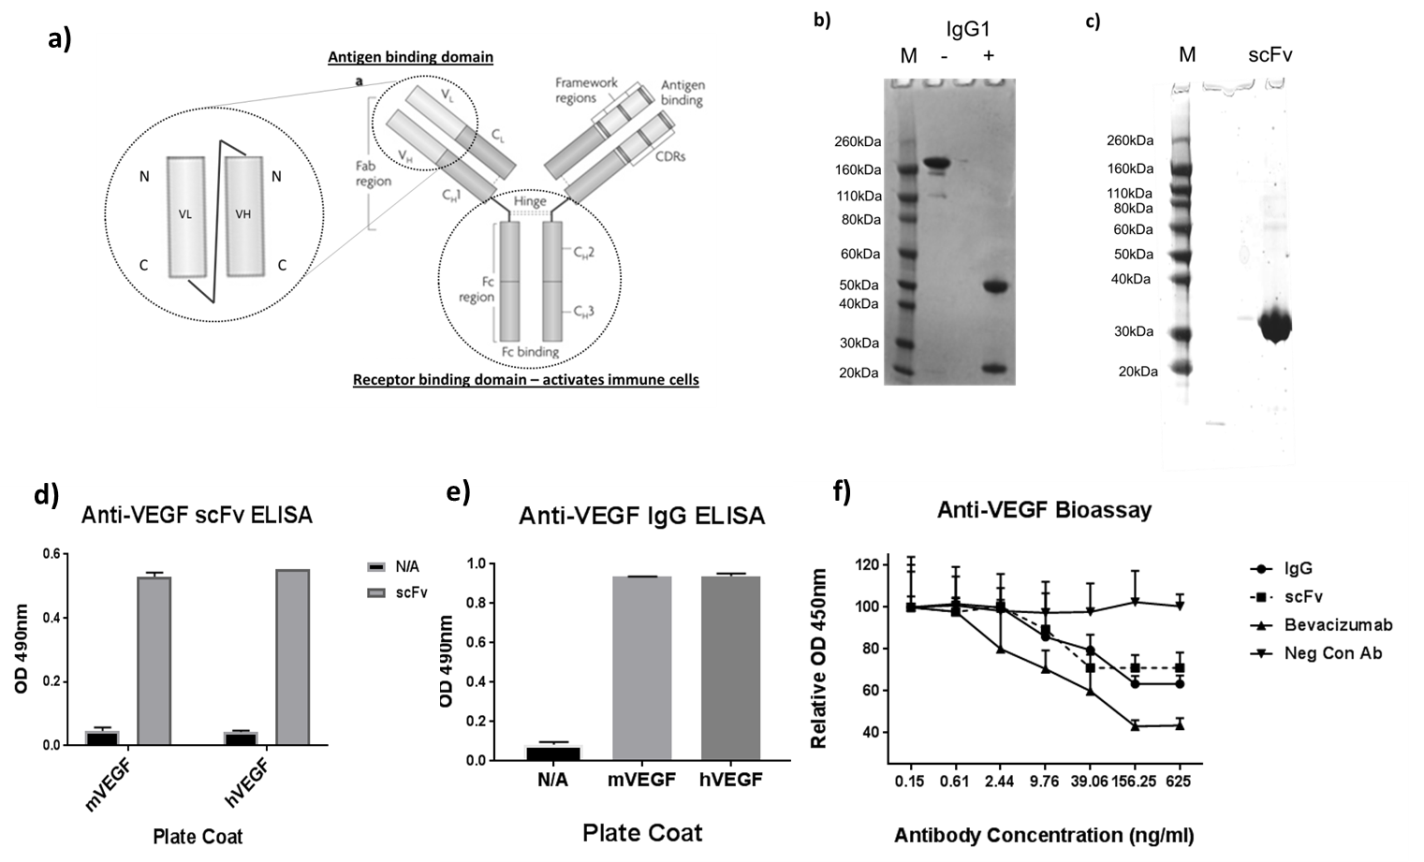 a)
Antigen binding domain
a
VL
CL
VH
CH1
Fab
region
Framework
regions
Antigen
binding
CDRs
Hinge
Fc
region
CH2
CH3
Fc binding
N
N
VL
VH
C
C
Receptor binding domain – activates immune cells
b)
IgG1
M - +
260kDa
160kDa
110kDa
80kDa
60kDa
50kDa
40kDa
30kDa
20kDa
c)
M scFv
260kDa
160kDa
110kDa
80kDa
60kDa
50kDa
40kDa
30kDa
20kDa
d)
Anti-VEGF scFv ELISA
OD 490nm
0.6
0.4
0.2
0.0
mVEGF
hVEGF
Plate Coat
N/A
scFv
e)
Anti-VEGF IgG ELISA
OD 490nm
1.0
0.8
0.6
0.4
0.2
0.0
N/A mVEGF hVEGF
Plate Coat
f)
Anti-VEGF Bioassay
Relative OD 450nm
120
100
80
60
40
0.15 0.61 2.44 9.76 39.06 156.25 625
Antibody Concentration (ng/ml)
IgG
scFv
Bevacizumab
Neg Con Ab